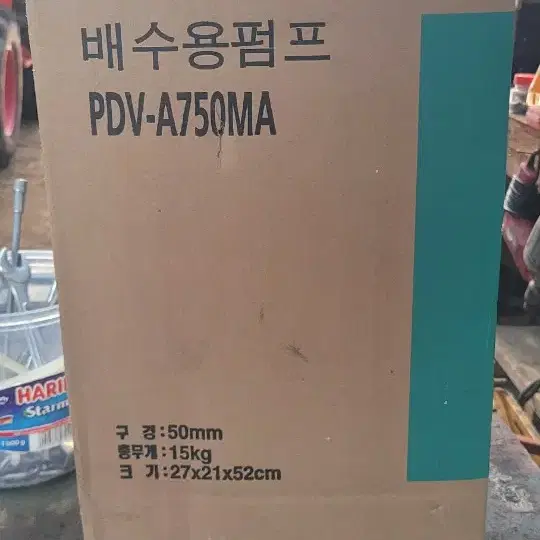 배수용펌프
PDV-A750MA
구 경:50mm
총무게:15kg
크 기:27x21x52cm
HARI
Starm